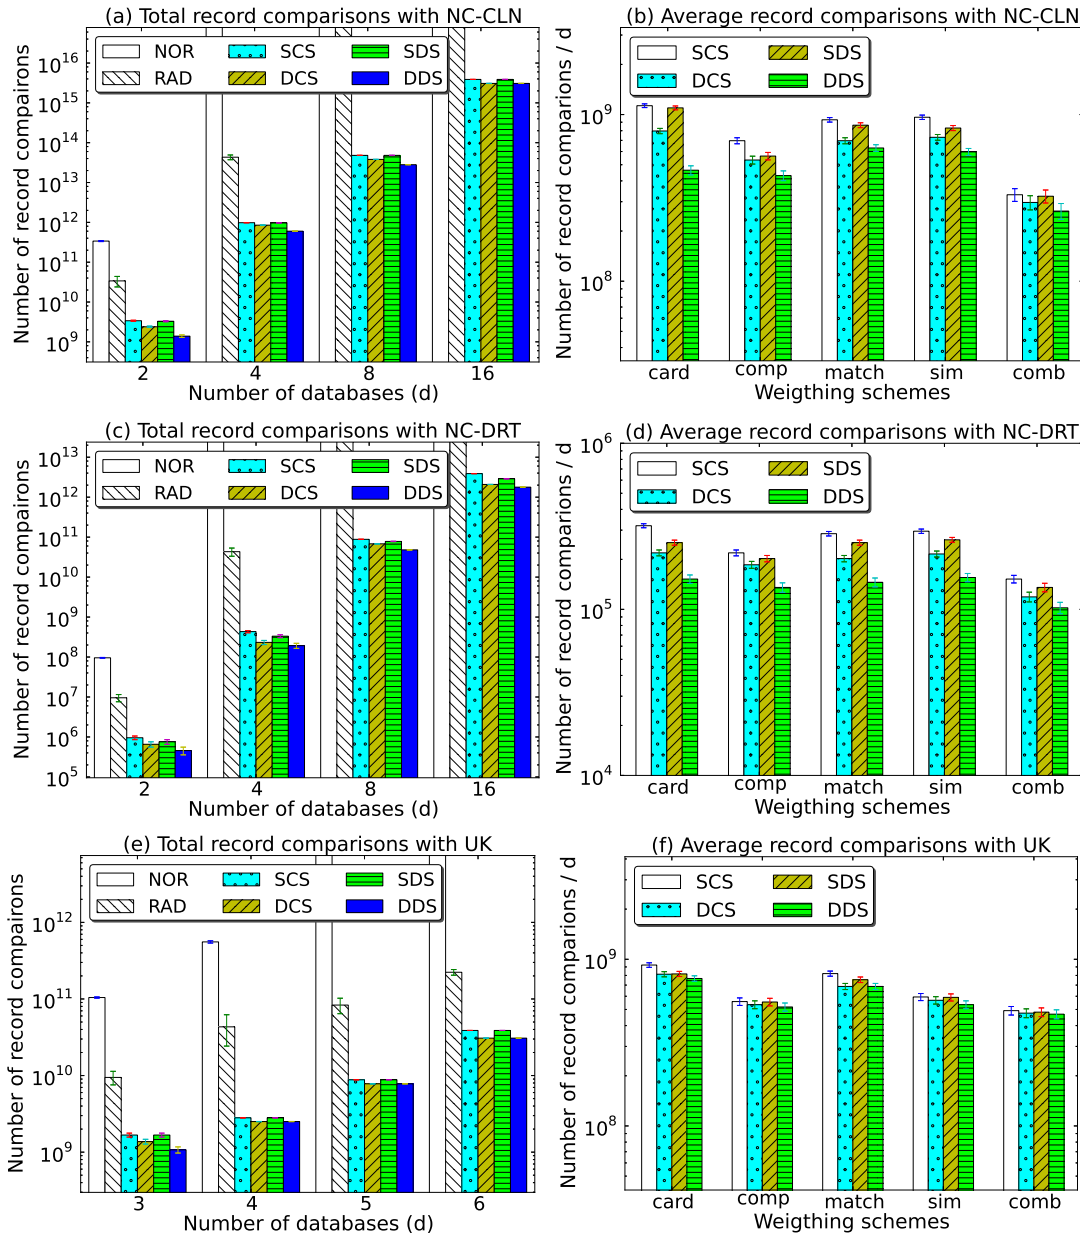 (a) Total record comparisons with NC-CLN
Number of record compairons
10^16
10^15
10^14
10^13
10^12
10^11
10^10
10^9
NOR SCS SDS
RAD DCS DDS
2 4 8 16
Number of databases (d)
(b) Average record comparisons with NC-CLN
Number of record comparions / d
10^9
10^8
SCS SDS
DCS DDS
card comp match sim comb
Weigthing schemes
(c) Total record comparisons with NC-DRT
Number of record compairons
10^13
10^12
10^11
10^10
10^9
10^8
10^7
10^6
10^5
NOR SCS SDS
RAD DCS DDS
2 4 8 16
Number of databases (d)
(d) Average record comparisons with NC-DRT
Number of record comparions / d
10^6
10^5
10^4
SCS SDS
DCS DDS
card comp match sim comb
Weigthing schemes
(e) Total record comparisons with UK
Number of record compairons
10^12
10^11
10^10
10^9
NOR SCS SDS
RAD DCS DDS
3 4 5 6
Number of databases (d)
(f) Average record comparisons with UK
Number of record comparions / d
10^9
10^8
SCS SDS
DCS DDS
card comp match sim comb
Weigthing schemes